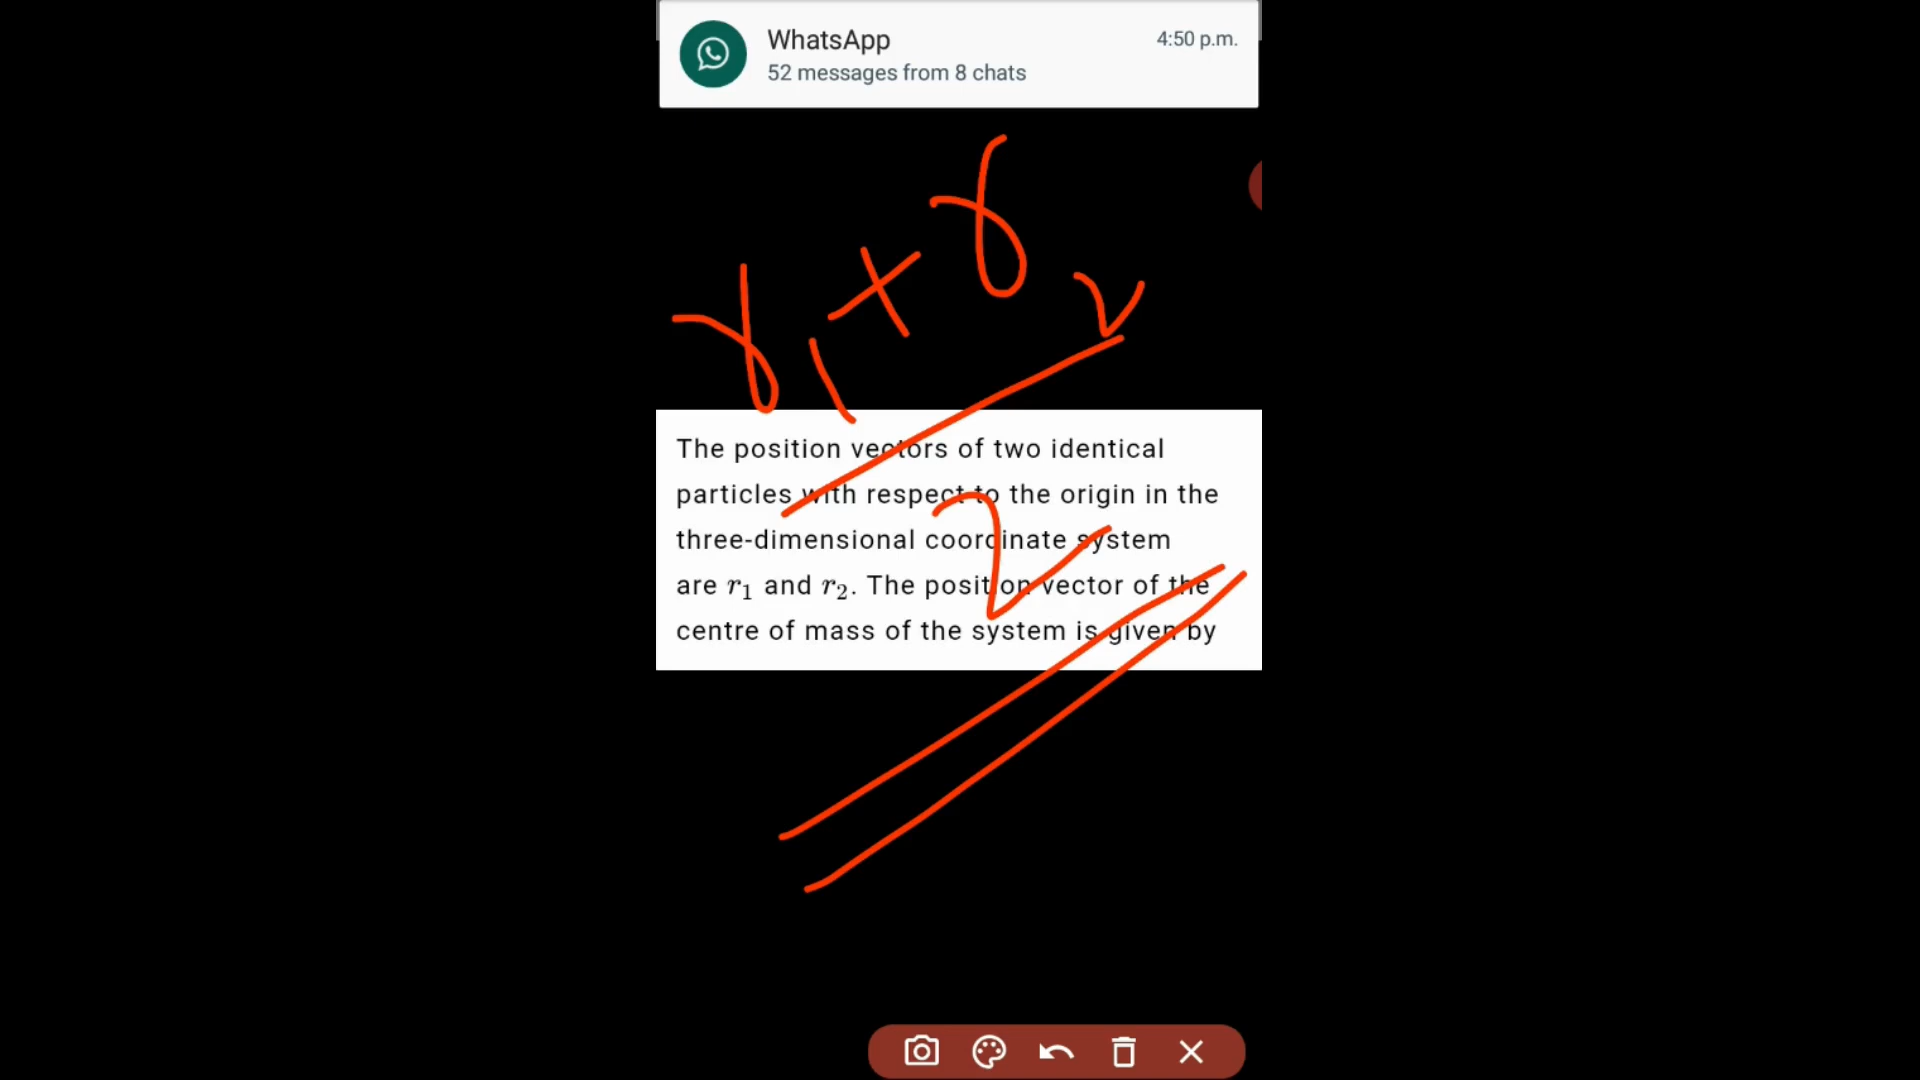 WhatsApp 4:50 p.m.
52 messages from 8 chats
r₁ + r₂
The position vectors of two identical
particles with respect to the origin in the
three-dimensional coordinate system
are r₁ and r₂. The position vector of the
centre of mass of the system is given by
2